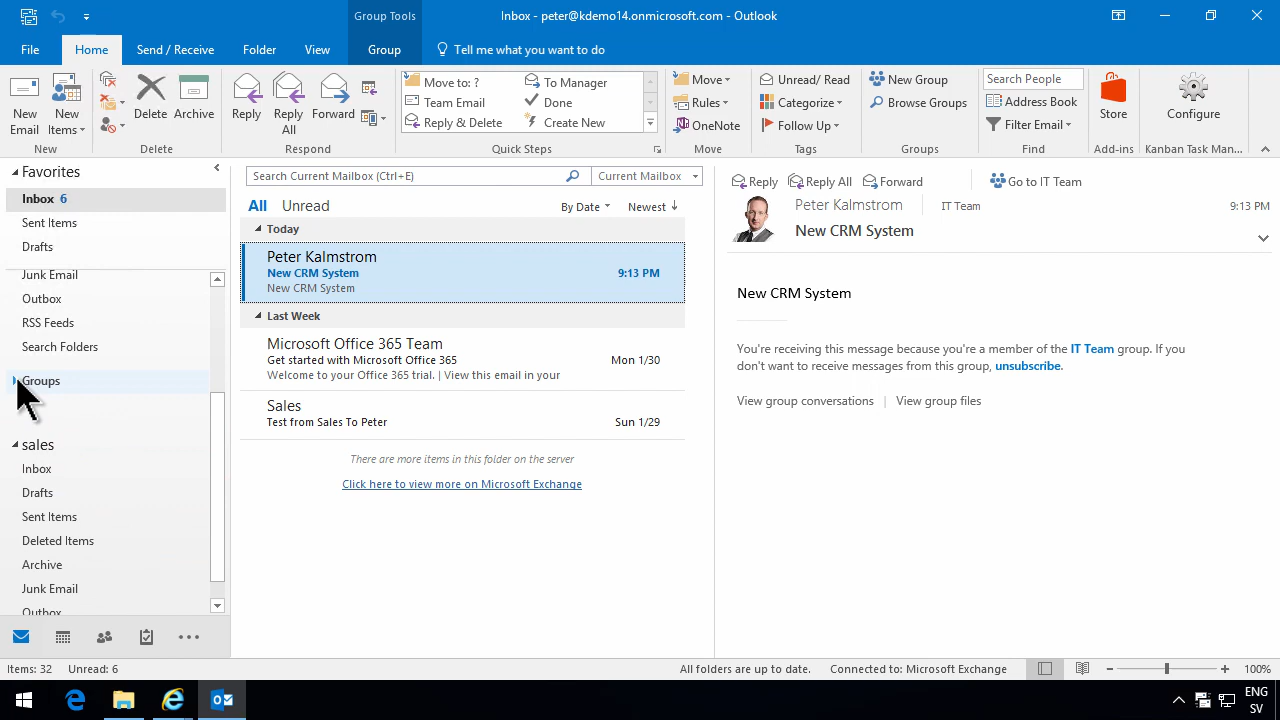 Group Tools
Inbox - peter@kdemo14.onmicrosoft.com - Outlook
File
Home
Send / Receive
Folder
View
Group
Tell me what you want to do
New Email
New Items
New
Delete
Archive
Delete
Reply
Reply All
Forward
Respond
Move to: ?
To Manager
Team Email
Done
Reply & Delete
Create New
Quick Steps
Move
Rules
OneNote
Move
Unread/ Read
Categorize
Follow Up
Tags
New Group
Browse Groups
Groups
Search People
Address Book
Filter Email
Find
Store
Add-ins
Configure
Kanban Task Man...
Favorites
Inbox 6
Sent Items
Drafts
Junk Email
Outbox
RSS Feeds
Search Folders
Groups
sales
Inbox
Drafts
Sent Items
Deleted Items
Archive
Junk Email
Outbox
Search Current Mailbox (Ctrl+E)
Current Mailbox
All Unread
By Date
Newest
Today
Peter Kalmstrom
New CRM System
9:13 PM
New CRM System
Last Week
Microsoft Office 365 Team
Get started with Microsoft Office 365
Mon 1/30
Welcome to your Office 365 trial. | View this email in your
Sales
Test from Sales To Peter
Sun 1/29
There are more items in this folder on the server
Click here to view more on Microsoft Exchange
Reply
Reply All
Forward
Go to IT Team
Peter Kalmstrom
IT Team
9:13 PM
New CRM System
New CRM System
You're receiving this message because you're a member of the IT Team group. If you
don't want to receive messages from this group, unsubscribe.
View group conversations | View group files
Items: 32
Unread: 6
All folders are up to date.
Connected to: Microsoft Exchange
100%
ENG
SV